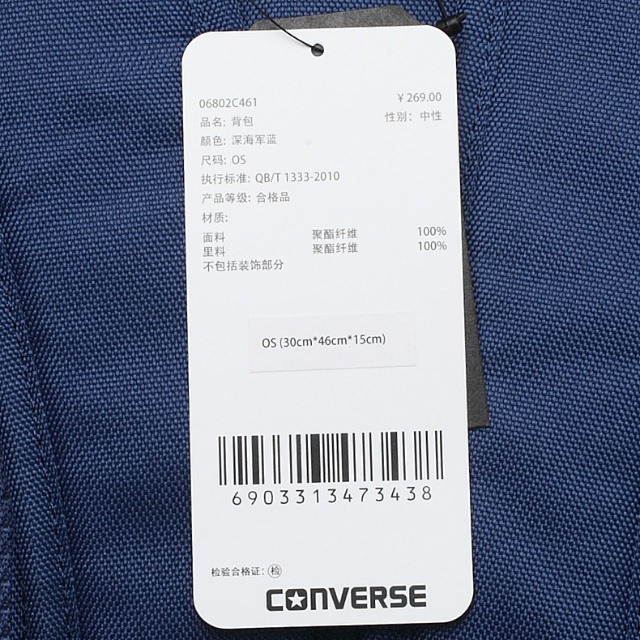 06802C461 ￥269.00
品名: 背包 性别: 中性
颜色: 深海军蓝
尺码: OS
执行标准: QB/T 1333-2010
产品等级: 合格品
材质:
面料 聚酯纤维 100%
里料 聚酯纤维 100%
不包括装饰部分
OS (30cm*46cm*15cm)
6903313473438
检验合格证: 检
CONVERSE